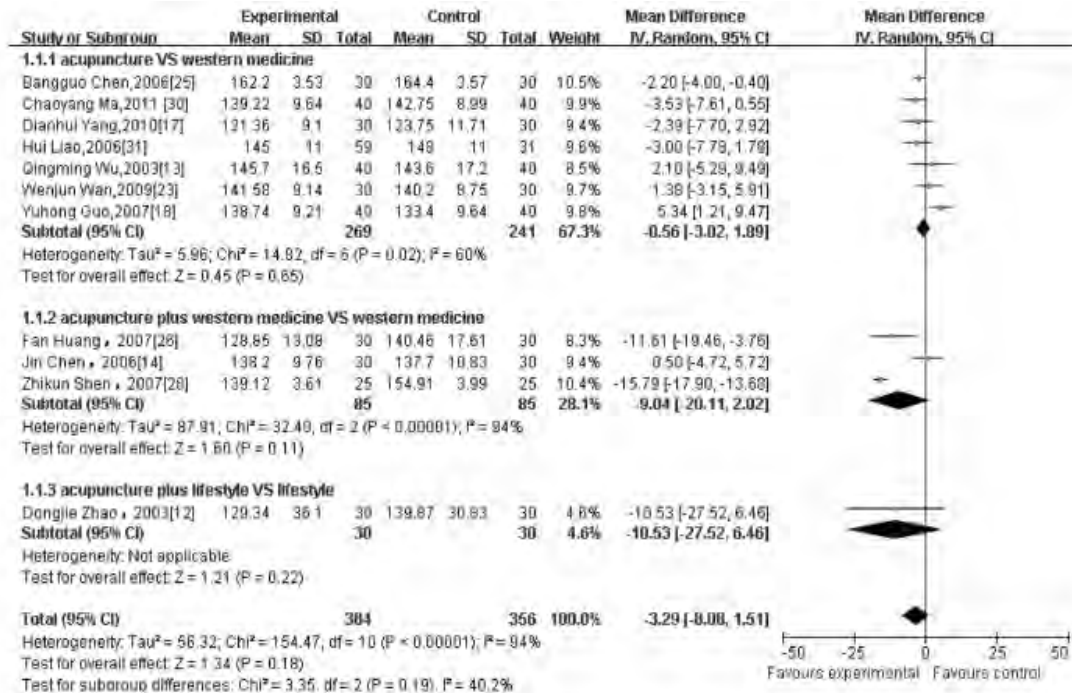 Experimental Control Mean Difference Mean Difference
Study or Subgroup Mean SD Total Mean SD Total Weight IV, Random, 95% CI IV, Random, 95% CI
1.1.1 acupuncture VS western medicine
Bangguo Chen,2006[25] 162.2 3.53 30 164.4 3.57 30 10.5% -2.20 [-4.00, -0.40]
Chaoyang Ma,2011 [30] 139.22 9.64 40 142.75 8.99 40 9.9% -3.53 [-7.61, 0.55]
Dianhui Yang,2010[17] 9.1 30 11.71 30 9.4% -2.39 [-7.70, 2.92]
Hui Liao,2006[31] 145 11 59 148 11 31 9.6% -3.00 [-7.78, 1.78]
Qingming Wu,2003[13] 145.7 16.5 40 143.6 17.2 40 8.5% 2.10 [-5.29, 9.49]
Wenjun Wan,2009[23] 141.58 9.14 30 140.2 8.75 30 9.7% 1.38 [-3.15, 5.91]
Yuhong Guo,2007[18] 138.74 9.21 40 133.4 9.64 40 9.8% 5.34 [1.21, 9.47]
Subtotal (95% CI) 269 241 67.3% -0.56 [-3.02, 1.89]
Heterogeneity: Tau² = 5.96; Chi² = 14.82, df = 6 (P = 0.02); I² = 60%
Test for overall effect: Z = 0.45 (P = 0.65)
1.1.2 acupuncture plus western medicine VS western medicine
Fan Huang，2007[26] 128.85 13.08 30 140.46 17.61 30 8.3% -11.61 [-19.46, -3.76]
Jin Chen，2006[14] 138.2 9.76 30 137.7 10.83 30 9.4% 0.50 [-4.72, 5.72]
Zhikun Shen，2007[28] 139.12 3.61 25 154.91 3.99 25 10.4% -15.79 [-17.90, -13.68]
Subtotal (95% CI) 85 85 28.1% -9.04 [-20.11, 2.02]
Heterogeneity: Tau² = 87.91; Chi² = 32.40, df = 2 (P < 0.00001); I² = 94%
Test for overall effect: Z = 1.60 (P = 0.11)
1.1.3 acupuncture plus lifestyle VS lifestyle
Dongjie Zhao，2003[12] 129.34 36.1 30 139.87 30.83 30 4.6% -10.53 [-27.52, 6.46]
Subtotal (95% CI) 30 30 4.6% -10.53 [-27.52, 6.46]
Heterogeneity: Not applicable
Test for overall effect: Z = 1.21 (P = 0.22)
Total (95% CI) 384 356 100.0% -3.29 [-8.08, 1.51]
Heterogeneity: Tau² = 56.32; Chi² = 154.47, df = 10 (P < 0.00001); I² = 94%
Test for overall effect: Z = 1.34 (P = 0.18)
Test for subgroup differences: Chi² = 3.35, df = 2 (P = 0.19), I² = 40.2%
-50 -25 0 25 50
Favours experimental Favours control